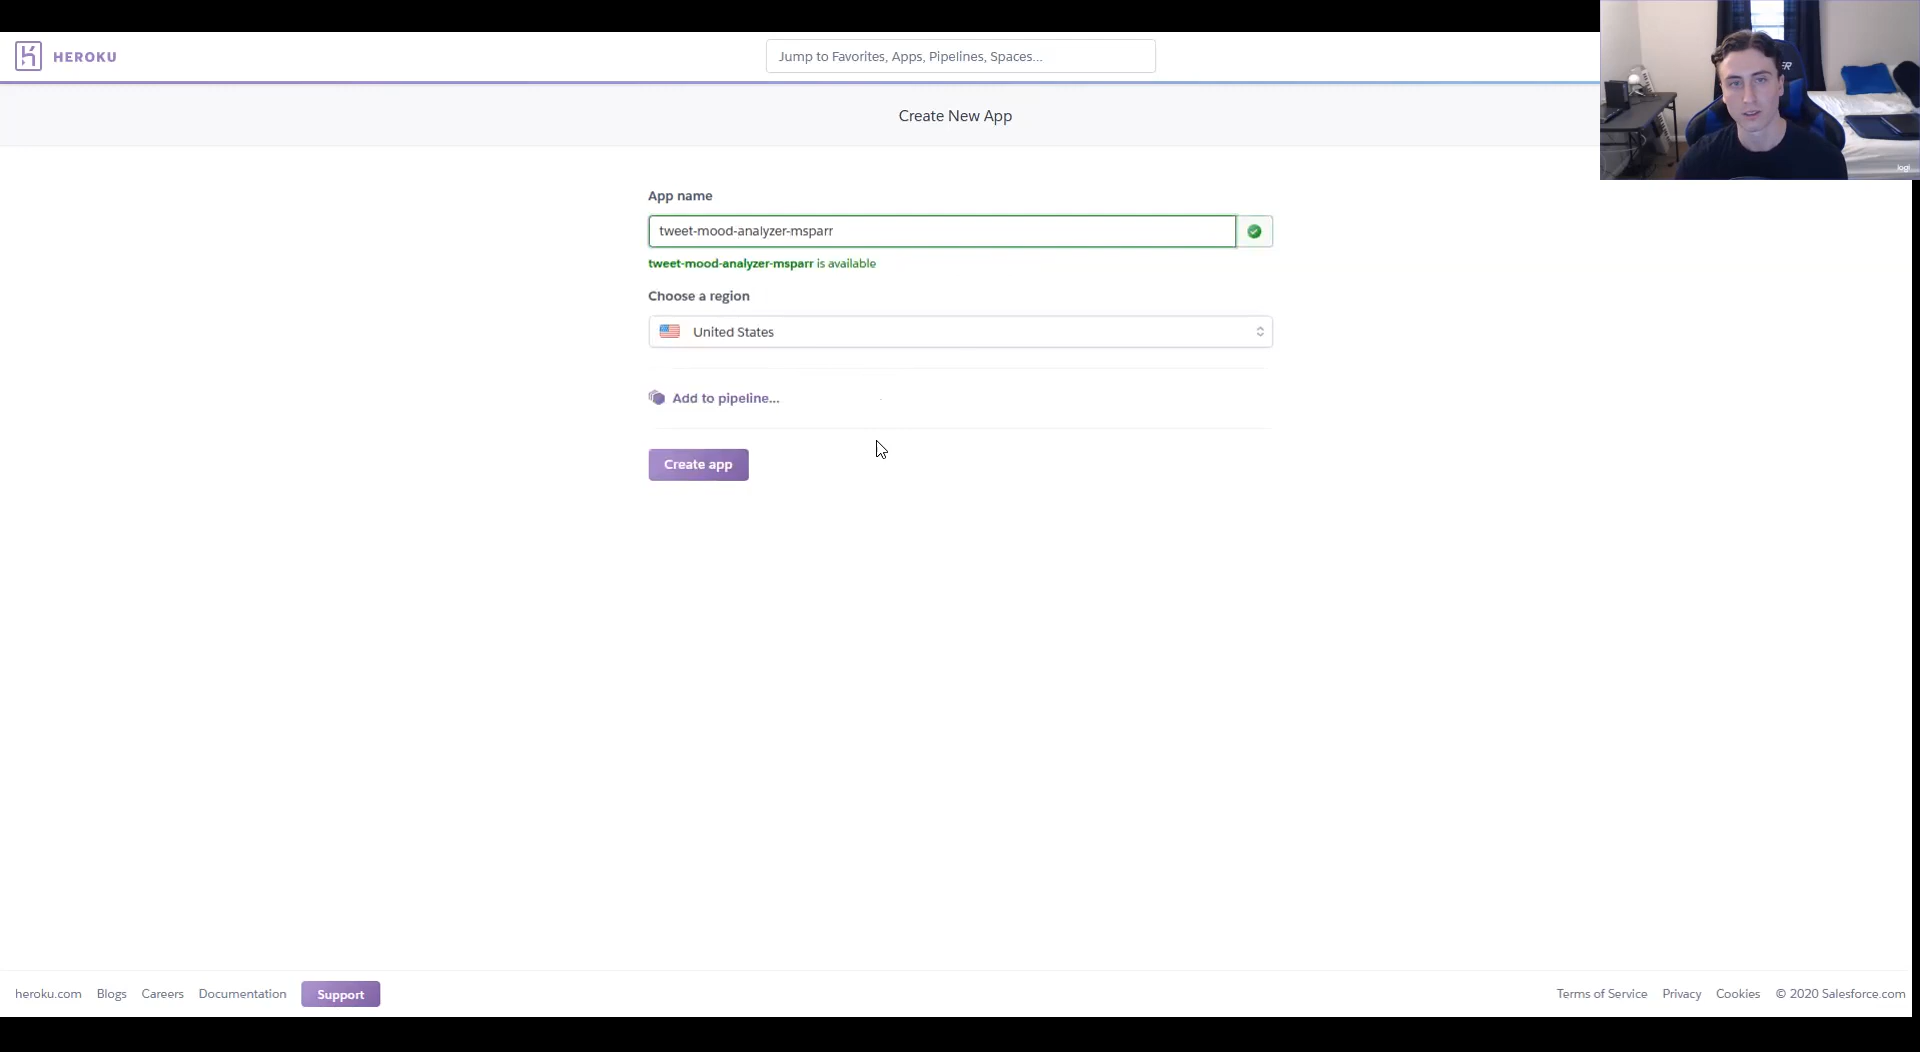 HEROKU
Jump to Favorites, Apps, Pipelines, Spaces...
Create New App
logi
App name
tweet-mood-analyzer-msparr
tweet-mood-analyzer-msparr is available
Choose a region
United States
Add to pipeline...
Create app
heroku.com Blogs Careers Documentation Support Terms of Service Privacy Cookies © 2020 Salesforce.com